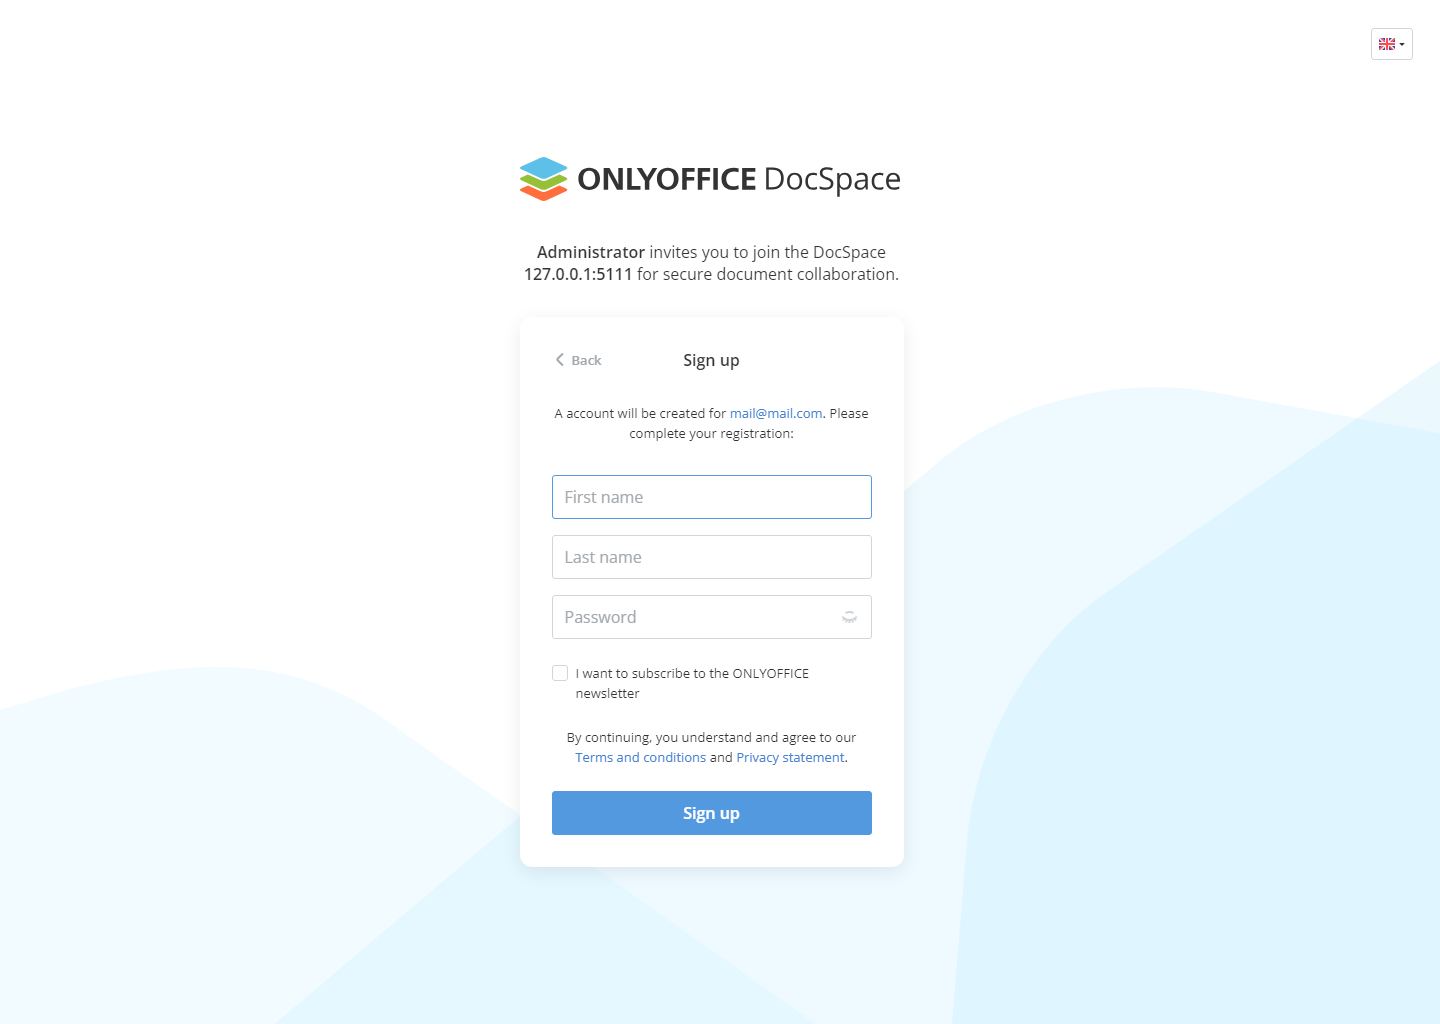 ONLYOFFICE DocSpace
Administrator invites you to join the DocSpace
127.0.0.1:5111 for secure document collaboration.
Back
Sign up
A account will be created for mail@mail.com. Please
complete your registration:
First name
Last name
Password
I want to subscribe to the ONLYOFFICE
newsletter
By continuing, you understand and agree to our
Terms and conditions and Privacy statement.
Sign up